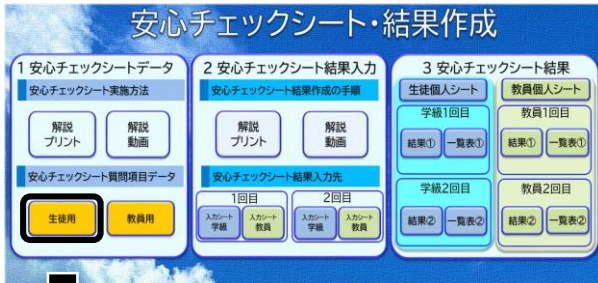 安心チェックシート・結果作成
1 安心チェックシートデータ
安心チェックシート実施方法
解説
プリント
解説
動画
安心チェックシート質問項目データ
生徒用
教員用
2 安心チェックシート結果入力
安心チェックシート結果作成の手順
解説
プリント
解説
動画
安心チェックシート結果入力先
1回目
入力シート
学級
入力シート
教員
2回目
入力シート
学級
入力シート
教員
3 安心チェックシート結果
生徒個人シート
学級1回目
結果①
一覧表①
学級2回目
結果②
一覧表②
教員個人シート
教員1回目
結果①
一覧表①
教員2回目
結果②
一覧表②